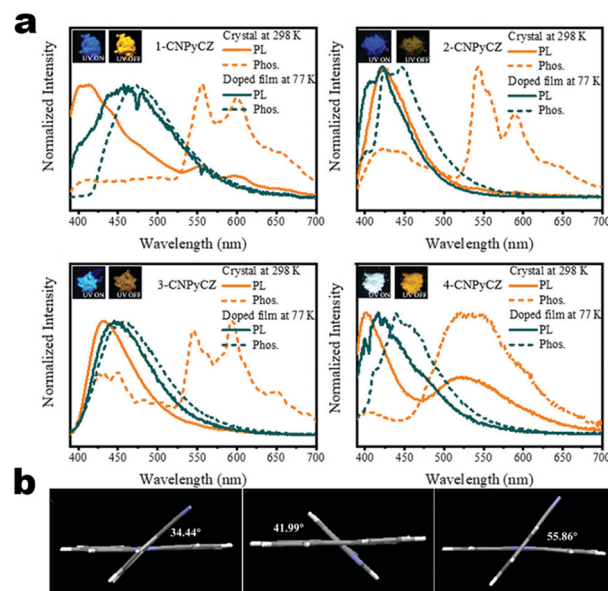 a
UV ON UV OFF
1-CNPyCZ
Crystal at 298 K
PL
Phos.
Doped film at 77 K
PL
Phos.
Normalized Intensity
400 450 500 550 600 650 700
Wavelength (nm)
UV ON UV OFF
2-CNPyCZ
Crystal at 298 K
PL
Phos.
Doped film at 77 K
PL
Phos.
Normalized Intensity
400 450 500 550 600 650 700
Wavelength (nm)
UV ON UV OFF
3-CNPyCZ
Crystal at 298 K
PL
Phos.
Doped film at 77 K
PL
Phos.
Normalized Intensity
400 450 500 550 600 650 700
Wavelength (nm)
UV ON UV OFF
4-CNPyCZ
Crystal at 298 K
PL
Phos.
Doped film at 77 K
PL
Phos.
Normalized Intensity
400 450 500 550 600 650 700
Wavelength (nm)
b
34.44°
41.99°
55.86°